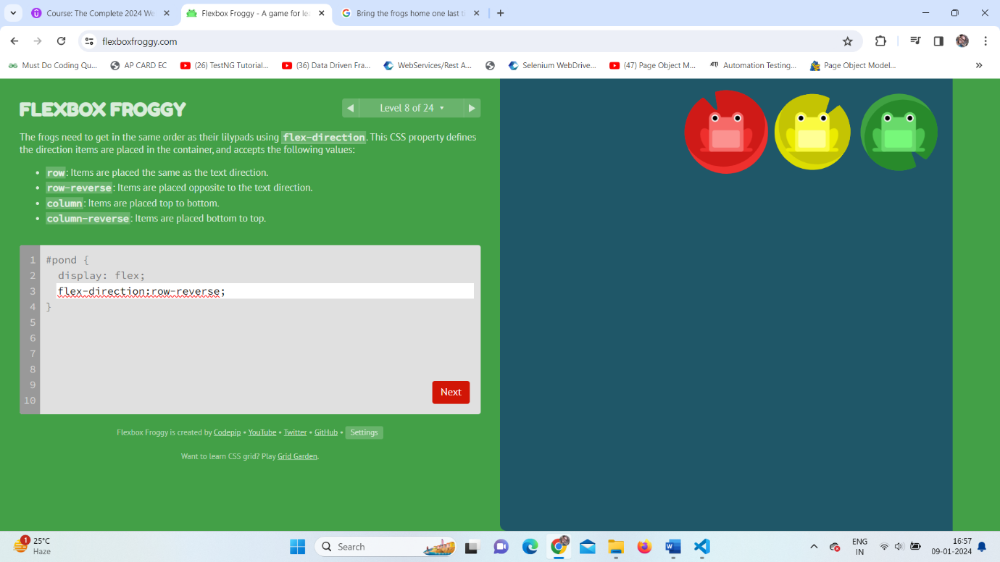 Course: The Complete 2024 We
Flexbox Froggy - A game for lea
Bring the frogs home one last t
flexboxfroggy.com
Must Do Coding Qu...
AP CARD EC
(26) TestNG Tutorial...
(36) Data Driven Fra...
WebServices/Rest A...
Selenium WebDrive...
(47) Page Object M...
Automation Testing...
Page Object Model...
»
FLEXBOX FROGGY
Level 8 of 24
The frogs need to get in the same order as their lilypads using flex-direction. This CSS property defines
the direction items are placed in the container, and accepts the following values:
• row: Items are placed the same as the text direction.
• row-reverse: Items are placed opposite to the text direction.
• column: Items are placed top to bottom.
• column-reverse: Items are placed bottom to top.
1 #pond {
2 display: flex;
3 flex-direction:row-reverse;
4 }
5
6
7
8
9
10
Next
Flexbox Froggy is created by Codepip • YouTube • Twitter • GitHub • Settings
Want to learn CSS grid? Play Grid Garden.
1
25°C
Haze
Search
ENG
IN
16:57
09-01-2024